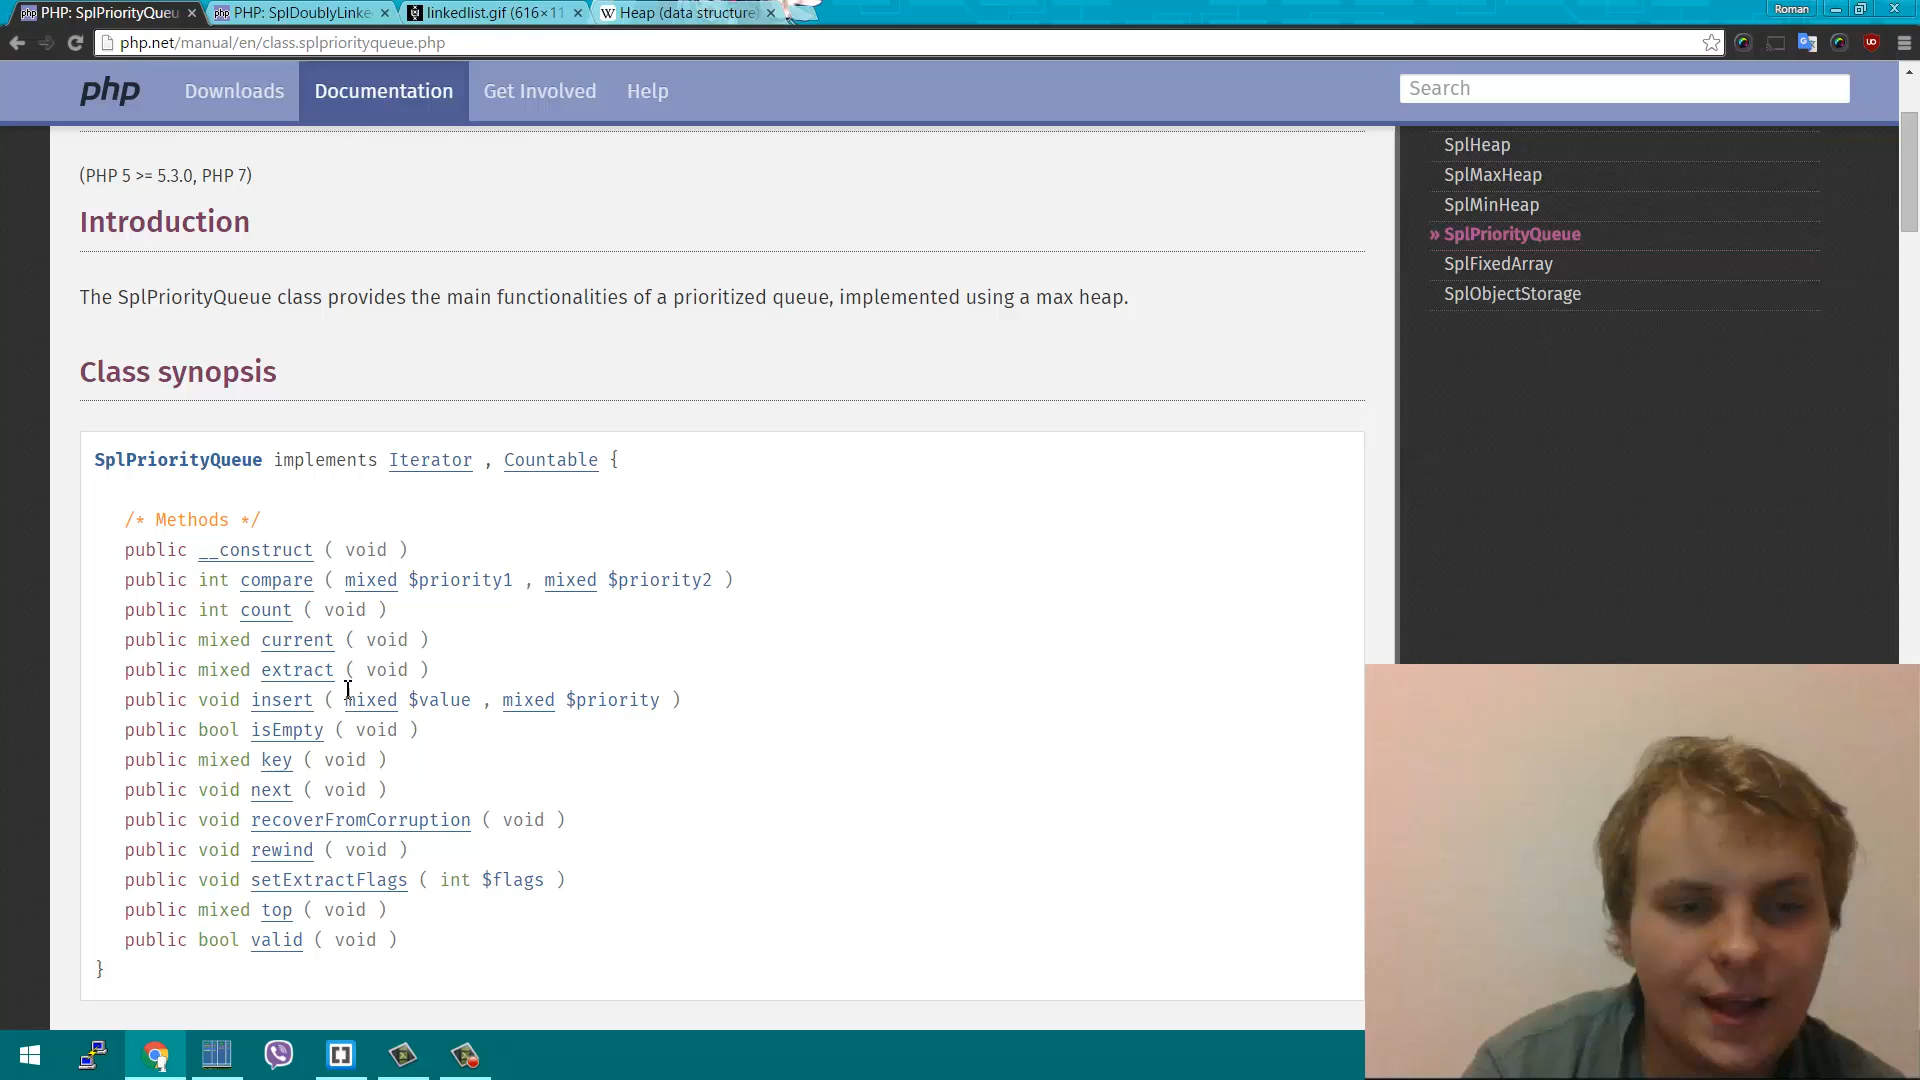 PHP: SplPriorityQueu
PHP: SplDoublyLinke
linkedlist.gif (616×11
Heap (data structure)
Roman
php.net/manual/en/class.splpriorityqueue.php
php
Downloads
Documentation
Get Involved
Help
Search
(PHP 5 >= 5.3.0, PHP 7)
Introduction
The SplPriorityQueue class provides the main functionalities of a prioritized queue, implemented using a max heap.
Class synopsis
SplPriorityQueue implements Iterator , Countable {
/* Methods */
public __construct ( void )
public int compare ( mixed $priority1 , mixed $priority2 )
public int count ( void )
public mixed current ( void )
public mixed extract ( void )
public void insert ( mixed $value , mixed $priority )
public bool isEmpty ( void )
public mixed key ( void )
public void next ( void )
public void recoverFromCorruption ( void )
public void rewind ( void )
public void setExtractFlags ( int $flags )
public mixed top ( void )
public bool valid ( void )
}
SplHeap
SplMaxHeap
SplMinHeap
» SplPriorityQueue
SplFixedArray
SplObjectStorage